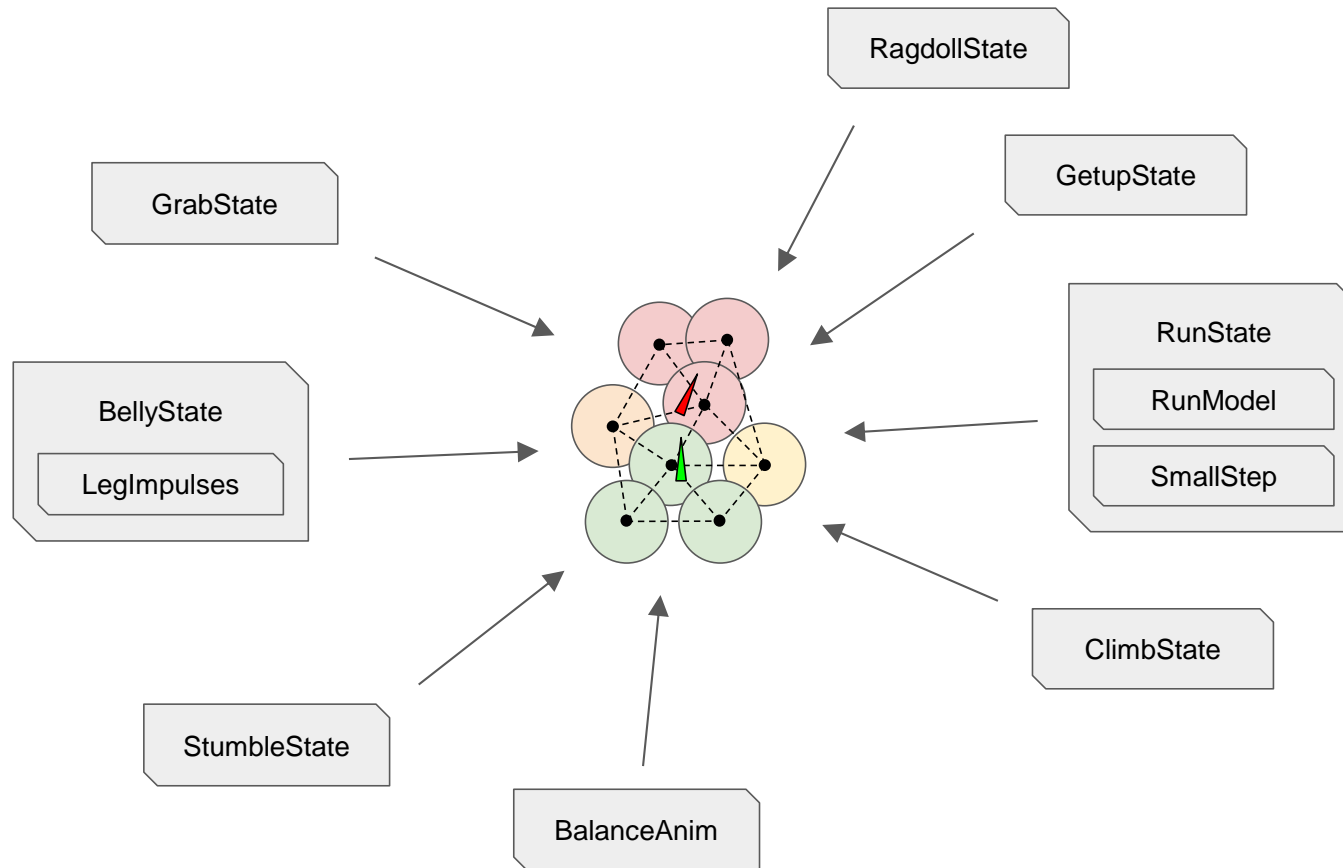 RagdollState
GetupState
GrabState
RunState
RunModel
SmallStep
BellyState
LegImpulses
ClimbState
StumbleState
BalanceAnim